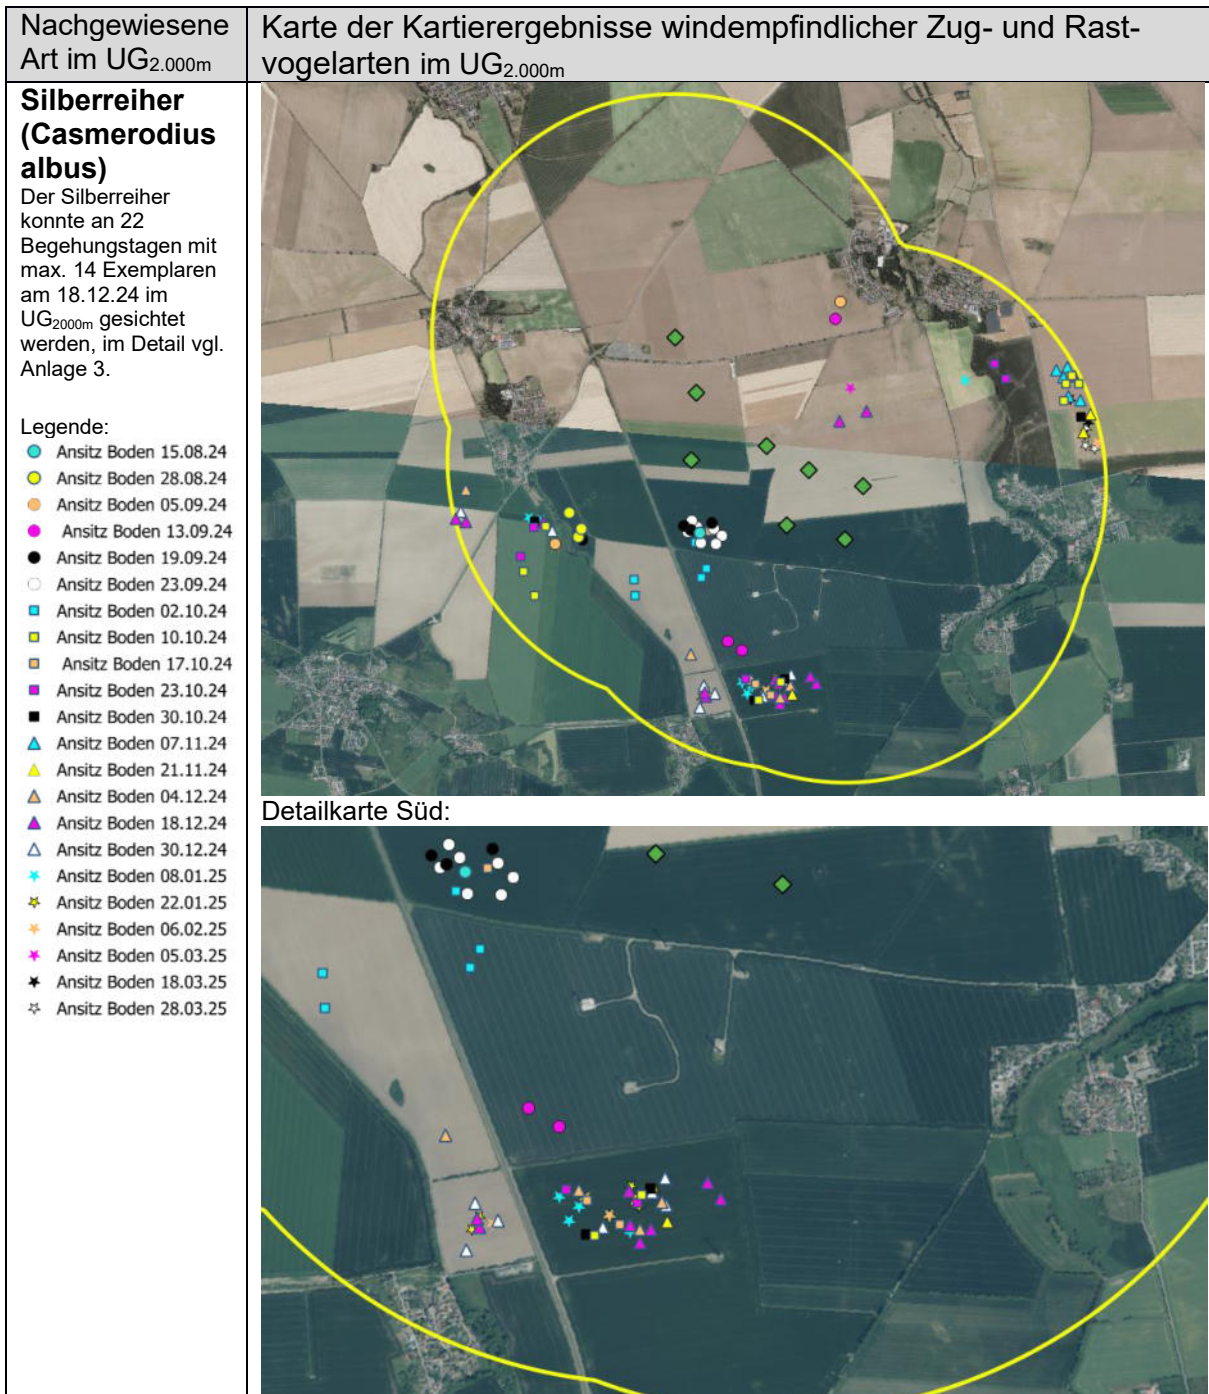 Nachgewiesene
Art im UG2.000m
Karte der Kartierergebnisse windempfindlicher Zug- und Rast-
vogelarten im UG2.000m
Silberreiher
(Casmerodius
albus)
Der Silberreiher
konnte an 22
Begehungstagen mit
max. 14 Exemplaren
am 18.12.24 im
UG2000m gesichtet
werden, im Detail vgl.
Anlage 3.
Legende:
Ansitz Boden 15.08.24
Ansitz Boden 28.08.24
Ansitz Boden 05.09.24
Ansitz Boden 13.09.24
Ansitz Boden 19.09.24
Ansitz Boden 23.09.24
Ansitz Boden 02.10.24
Ansitz Boden 10.10.24
Ansitz Boden 17.10.24
Ansitz Boden 23.10.24
Ansitz Boden 30.10.24
Ansitz Boden 07.11.24
Ansitz Boden 21.11.24
Ansitz Boden 04.12.24
Ansitz Boden 18.12.24
Ansitz Boden 30.12.24
Ansitz Boden 08.01.25
Ansitz Boden 22.01.25
Ansitz Boden 06.02.25
Ansitz Boden 05.03.25
Ansitz Boden 18.03.25
Ansitz Boden 28.03.25
Detailkarte Süd: